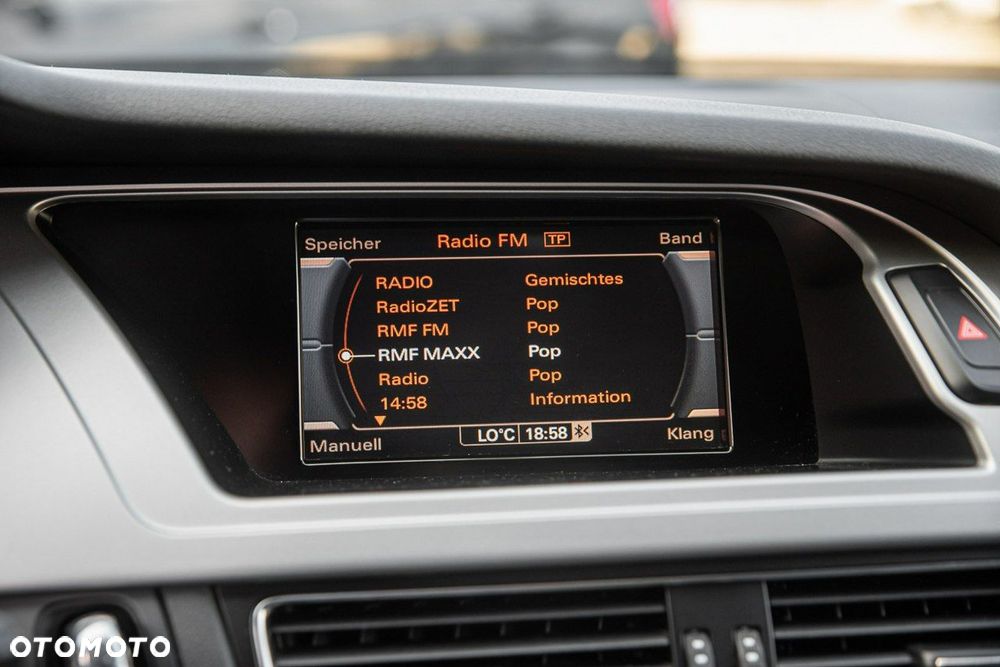 Speicher Radio FM TP Band
RADIO Gemischtes
RadioZET Pop
RMF FM Pop
RMF MAXX Pop
Radio Pop
14:58 Information
Manuell LO°C 18:58 Klang
OTOMOTO